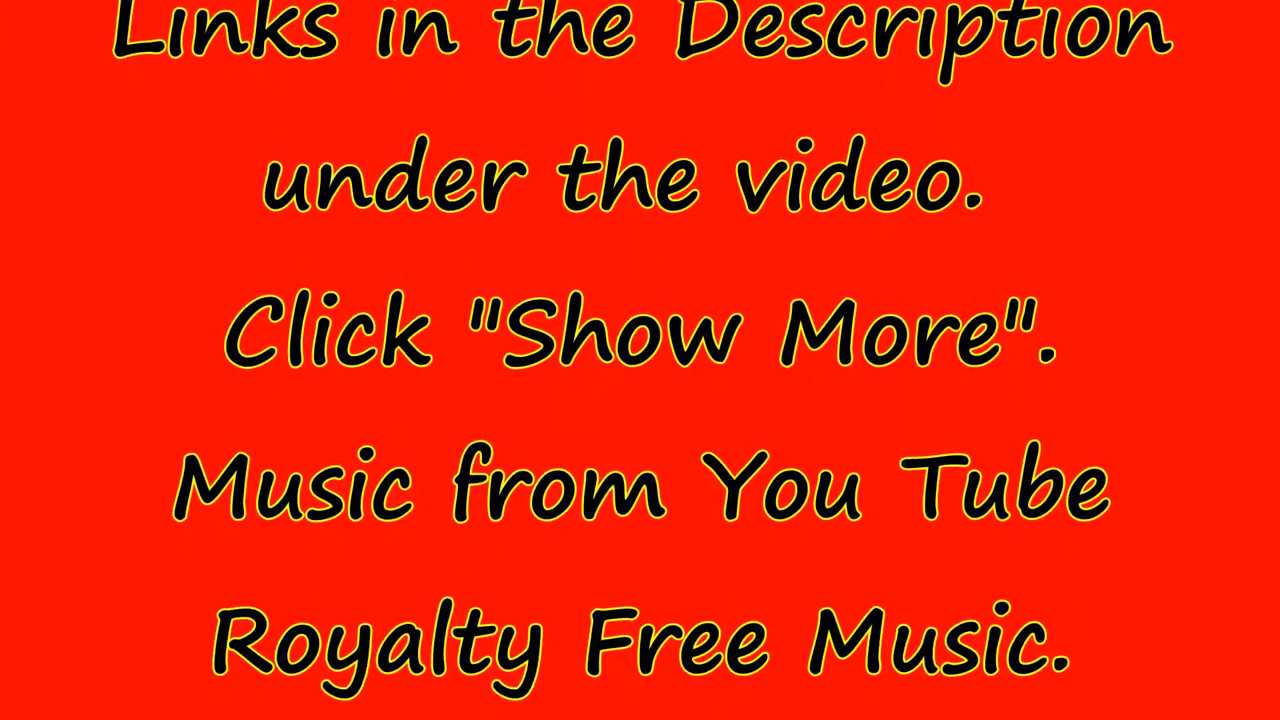 Links in the Description
under the video.
Click "Show More".
Music from You Tube
Royalty Free Music.